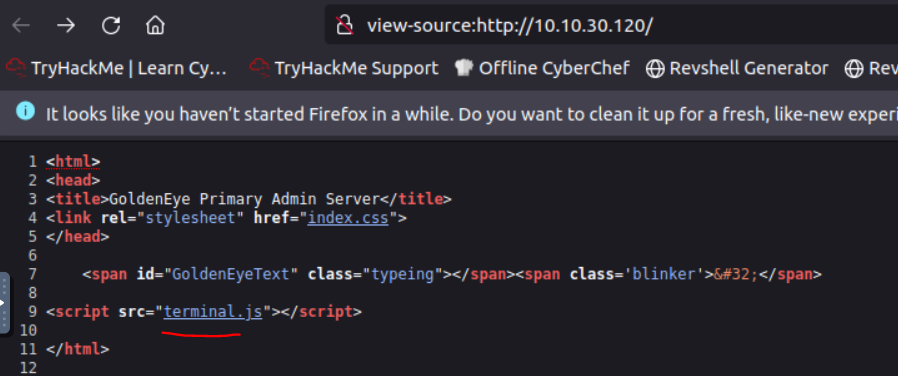 view-source:http://10.10.30.120/
TryHackMe | Learn Cy... TryHackMe Support Offline CyberChef Revshell Generator Rev
It looks like you haven't started Firefox in a while. Do you want to clean it up for a fresh, like-new experi
1 <html>
2 <head>
3 <title>GoldenEye Primary Admin Server</title>
4 <link rel="stylesheet" href="index.css">
5 </head>
6
7 <span id="GoldenEyeText" class="typeing"></span><span class='blinker'>&#32;</span>
8
9 <script src="terminal.js"></script>
10
11 </html>
12